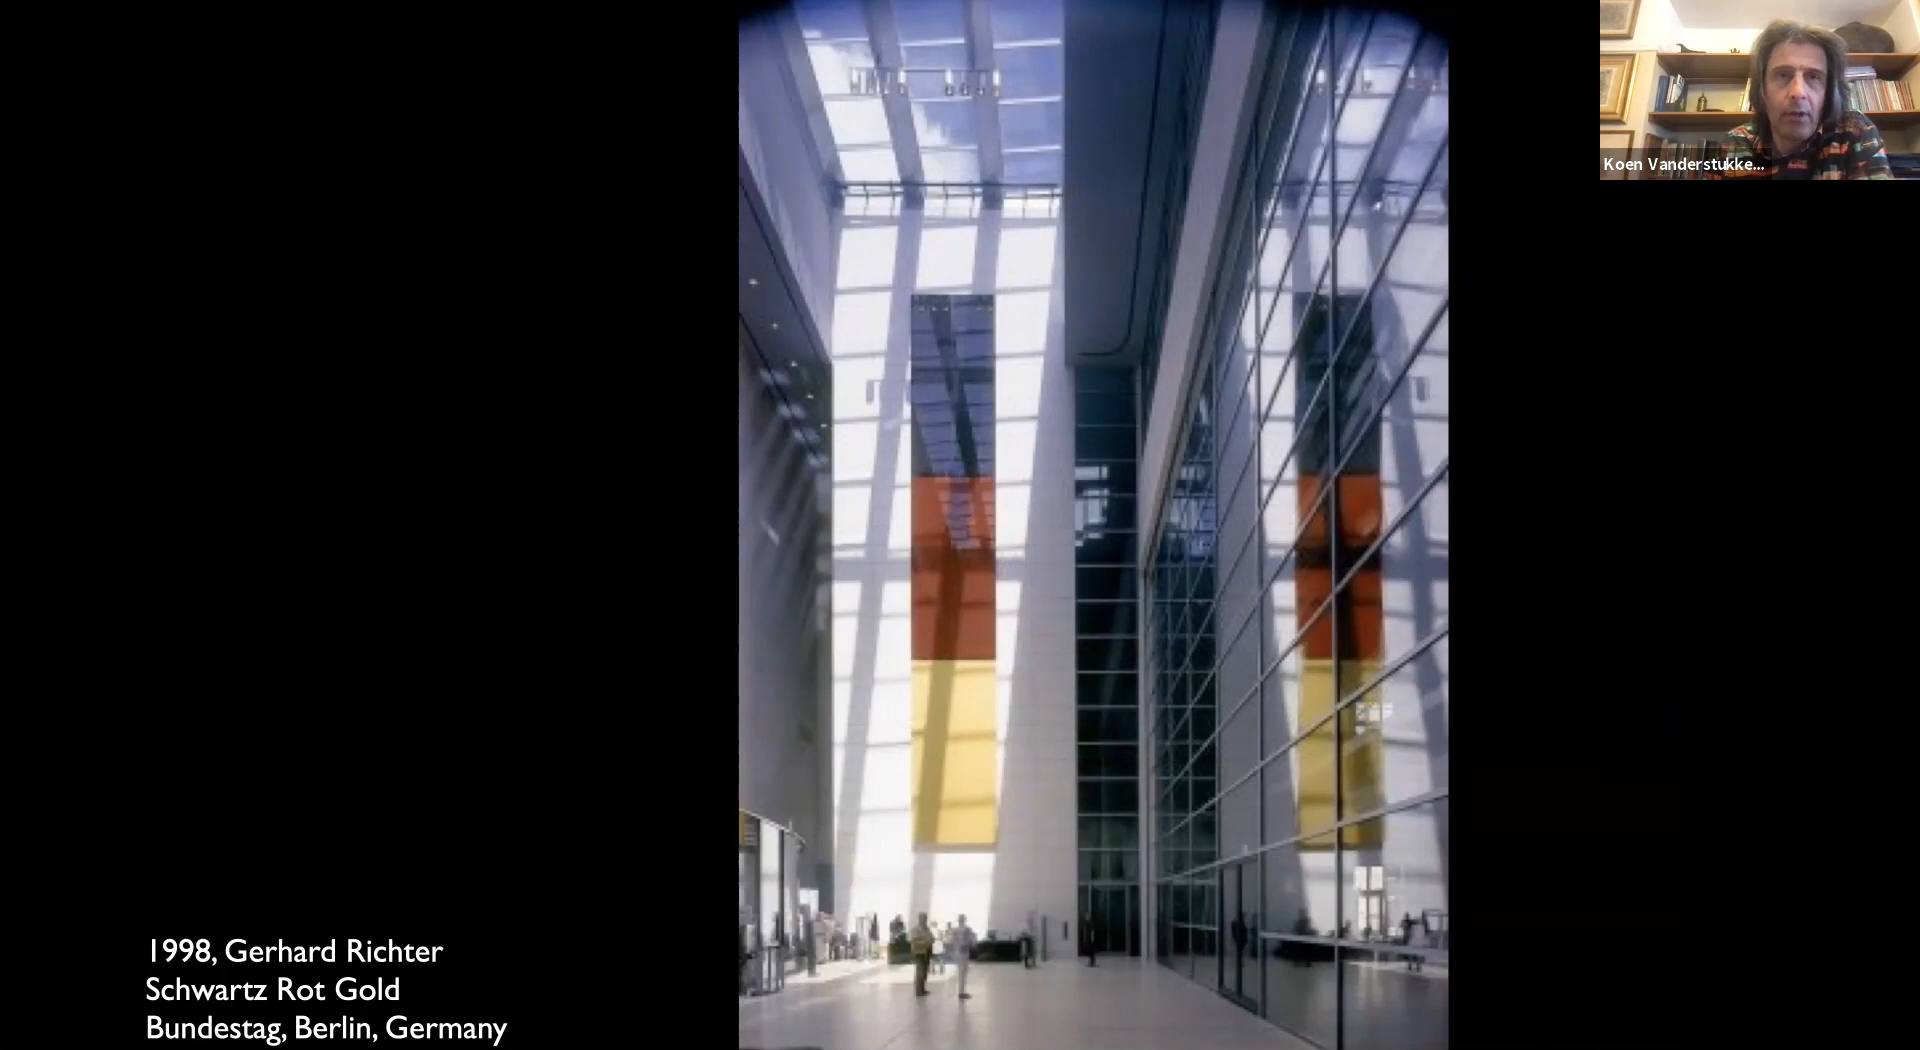 Koen Vanderstukke...
1998, Gerhard Richter
Schwartz Rot Gold
Bundestag, Berlin, Germany